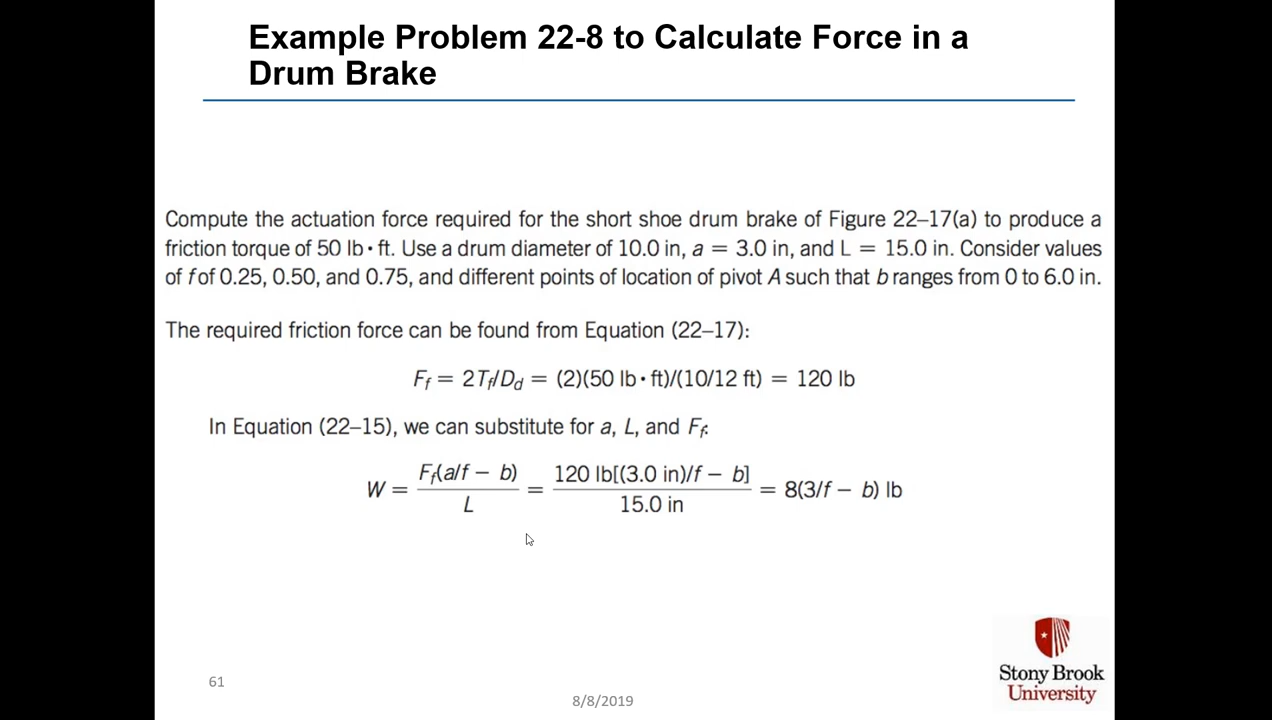 Example Problem 22-8 to Calculate Force in a
Drum Brake
Compute the actuation force required for the short shoe drum brake of Figure 22–17(a) to produce a
friction torque of 50 lb • ft. Use a drum diameter of 10.0 in, a = 3.0 in, and L = 15.0 in. Consider values
of f of 0.25, 0.50, and 0.75, and different points of location of pivot A such that b ranges from 0 to 6.0 in.
The required friction force can be found from Equation (22–17):
Ff = 2Tf/Dd = (2)(50 lb • ft)/(10/12 ft) = 120 lb
In Equation (22–15), we can substitute for a, L, and Ff:
W = Ff(a/f − b) / L = 120 lb[(3.0 in)/f − b] / 15.0 in = 8(3/f − b) lb
Stony Brook
University
61
8/8/2019